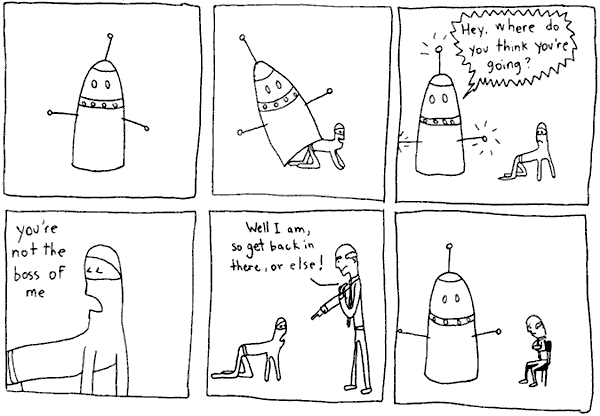 Hey, where do
you think you're
going?
you're
not the
boss of
me
Well I am,
so get back in
there, or else!